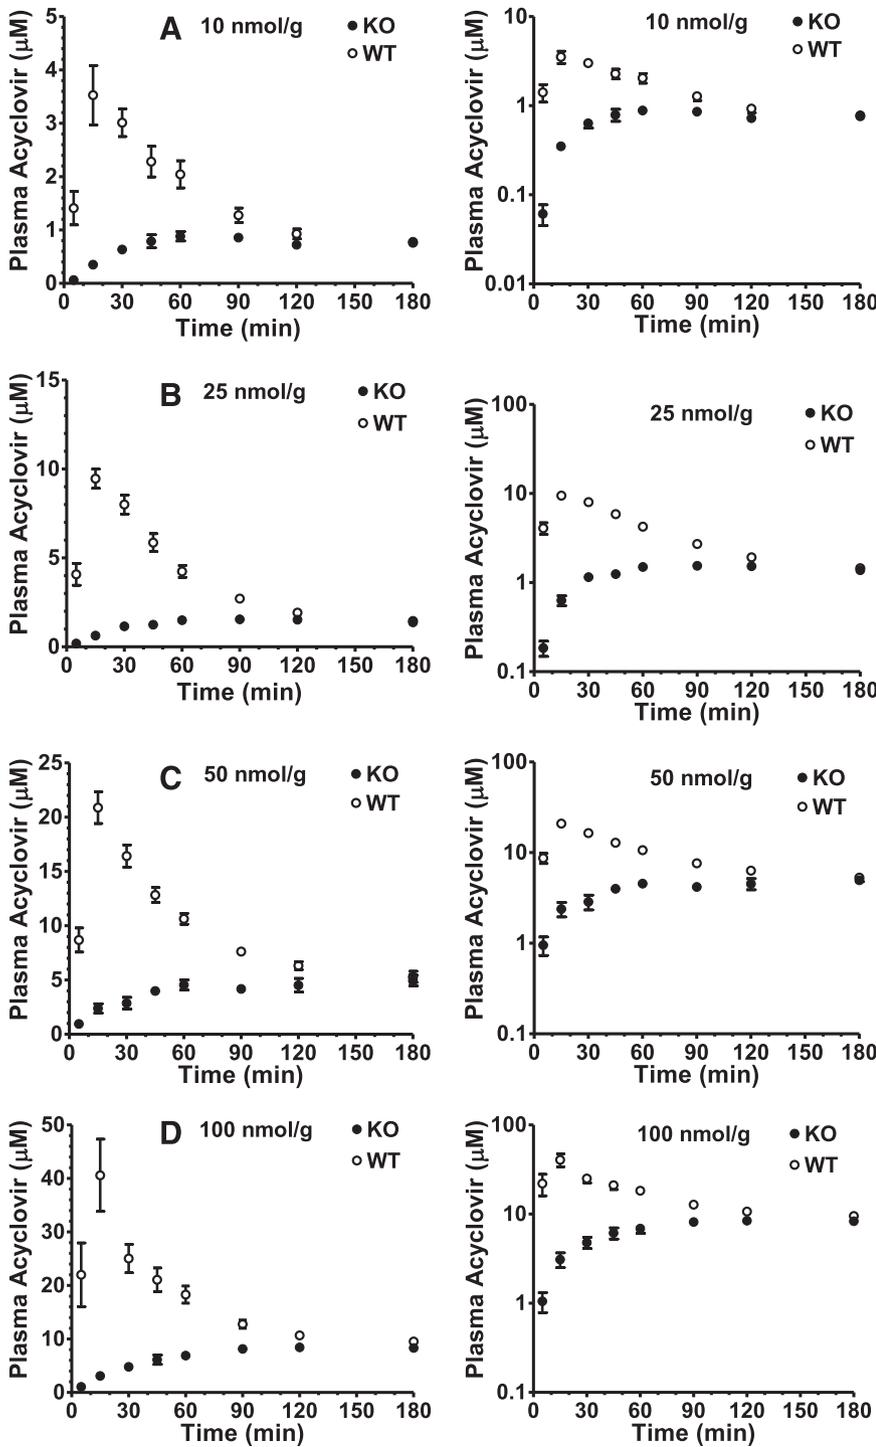 A 10 nmol/g
KO
WT
Plasma Acyclovir (μM)
5
4
3
2
1
0
0 30 60 90 120 150 180
Time (min)
10 nmol/g
KO
WT
Plasma Acyclovir (μM)
10
1
0.1
0.01
0 30 60 90 120 150 180
Time (min)
B 25 nmol/g
KO
WT
Plasma Acyclovir (μM)
15
10
5
0
0 30 60 90 120 150 180
Time (min)
25 nmol/g
KO
WT
Plasma Acyclovir (μM)
100
10
1
0.1
0 30 60 90 120 150 180
Time (min)
C 50 nmol/g
KO
WT
Plasma Acyclovir (μM)
25
20
15
10
5
0
0 30 60 90 120 150 180
Time (min)
50 nmol/g
KO
WT
Plasma Acyclovir (μM)
100
10
1
0.1
0 30 60 90 120 150 180
Time (min)
D 100 nmol/g
KO
WT
Plasma Acyclovir (μM)
50
40
30
20
10
0
0 30 60 90 120 150 180
Time (min)
100 nmol/g
KO
WT
Plasma Acyclovir (μM)
100
10
1
0.1
0 30 60 90 120 150 180
Time (min)